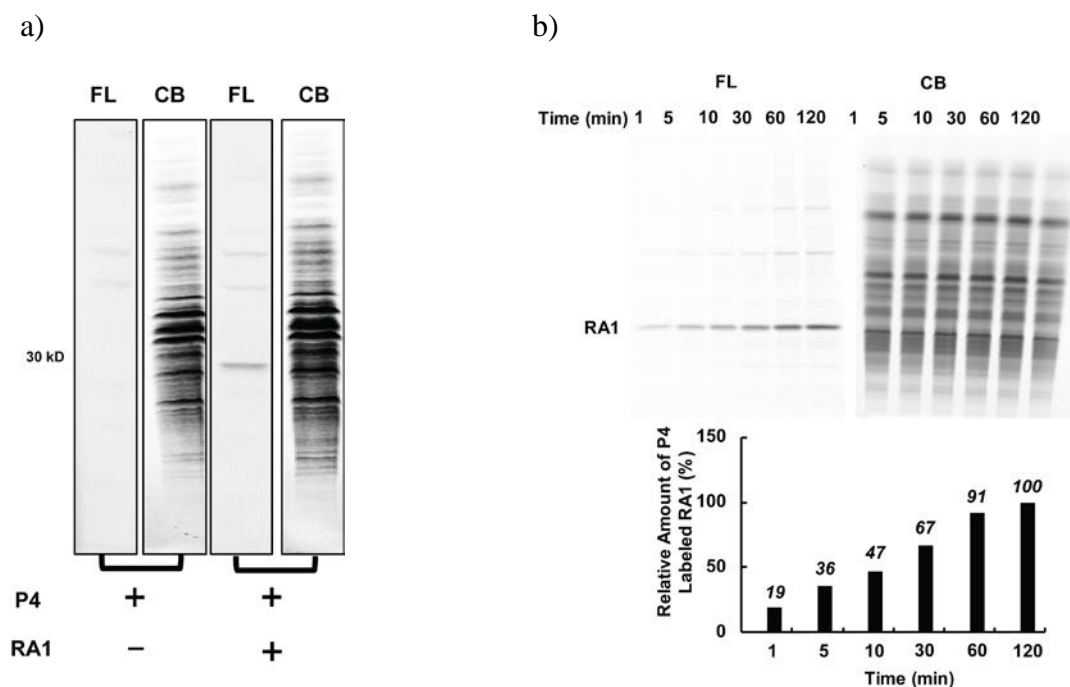 a)
FL CB FL CB
30 kD
P4 + +
RA1 − +
b)
FL CB
Time (min) 1 5 10 30 60 120 1 5 10 30 60 120
RA1
Relative Amount of P4
Labeled RA1 (%)
150
100
50
0
19 36 47 67 91 100
1 5 10 30 60 120
Time (min)